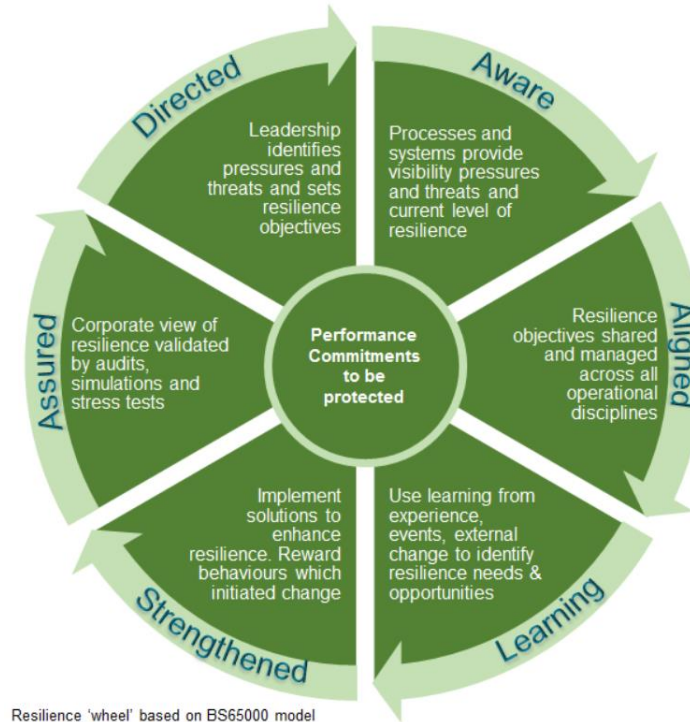 Directed
Leadership
identifies
pressures and
threats and sets
resilience
objectives
Aware
Processes and
systems provide
visibility pressures
and threats and
current level of
resilience
Aligned
Resilience
objectives shared
and managed
across all
operational
disciplines
Learning
Use learning from
experience,
events, external
change to identify
resilience needs &
opportunities
Strengthened
Implement
solutions to
enhance
resilience. Reward
behaviours which
initiated change
Assured
Corporate view of
resilience validated
by audits,
simulations and
stress tests
Performance
Commitments
to be
protected
Resilience ‘wheel’ based on BS65000 model